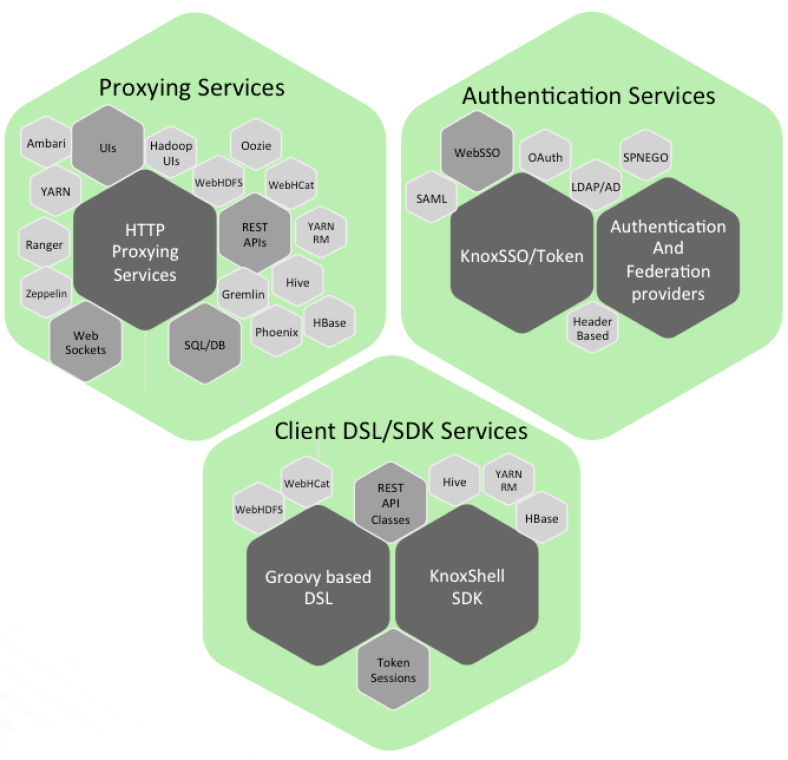 Proxying Services
Ambari
UIs
Hadoop
UIs
Oozie
YARN
WebHDFS
WebHCat
HTTP
Proxying
Services
REST
APIs
YARN
RM
Ranger
Zeppelin
Gremlin
Hive
Web
Sockets
SQL/DB
Phoenix
HBase
Authentication Services
WebSSO
OAuth
SPNEGO
SAML
LDAP/AD
KnoxSSO/Token
Authentication
And
Federation
providers
Header
Based
Client DSL/SDK Services
WebHDFS
WebHCat
REST
API
Classes
Hive
YARN
RM
HBase
Groovy based
DSL
KnoxShell
SDK
Token
Sessions